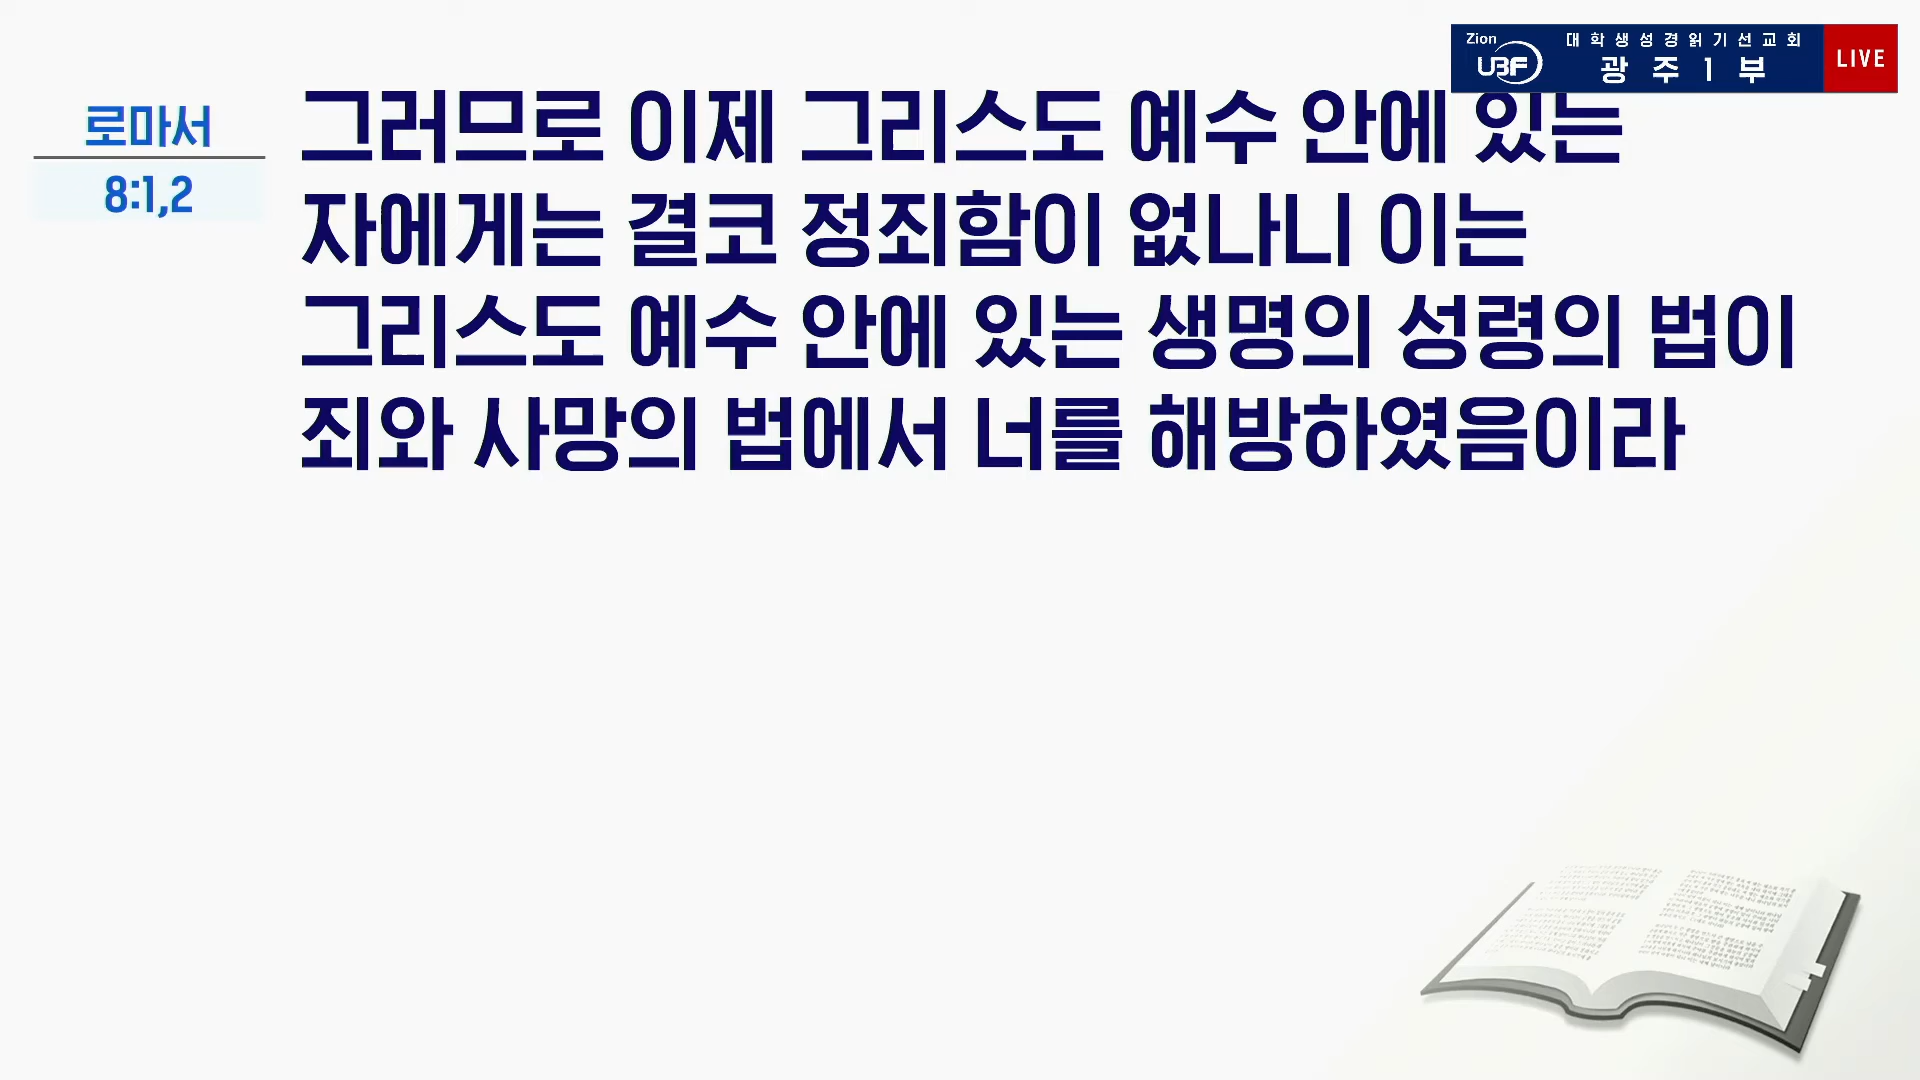 Zion
UBF
대학생성경읽기선교회
광주1부
LIVE
로마서
8:1,2
그러므로 이제 그리스도 예수 안에 있는
자에게는 결코 정죄함이 없나니 이는
그리스도 예수 안에 있는 생명의 성령의 법이
죄와 사망의 법에서 너를 해방하였음이라